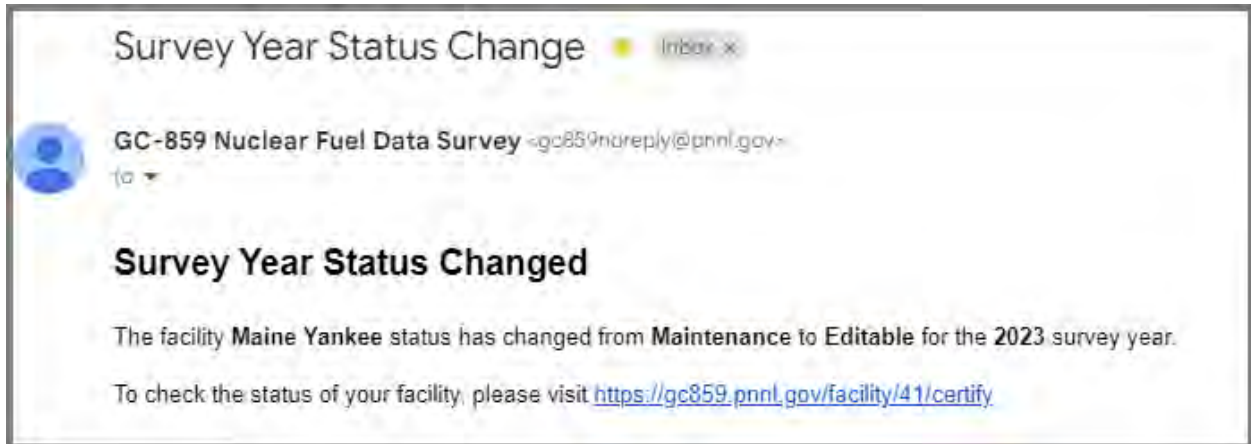 Survey Year Status Change Inbox x
GC-859 Nuclear Fuel Data Survey <gc859noreply@pnnl.gov>
to
Survey Year Status Changed
The facility Maine Yankee status has changed from Maintenance to Editable for the 2023 survey year.
To check the status of your facility, please visit https://gc859.pnnl.gov/facility/41/certify